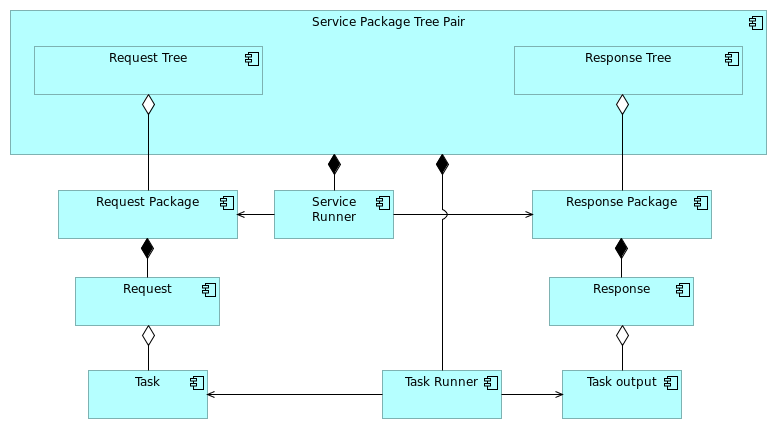 Service Package Tree Pair
Request Tree
Response Tree
Request Package
Service
Runner
Response Package
Request
Response
Task
Task Runner
Task output